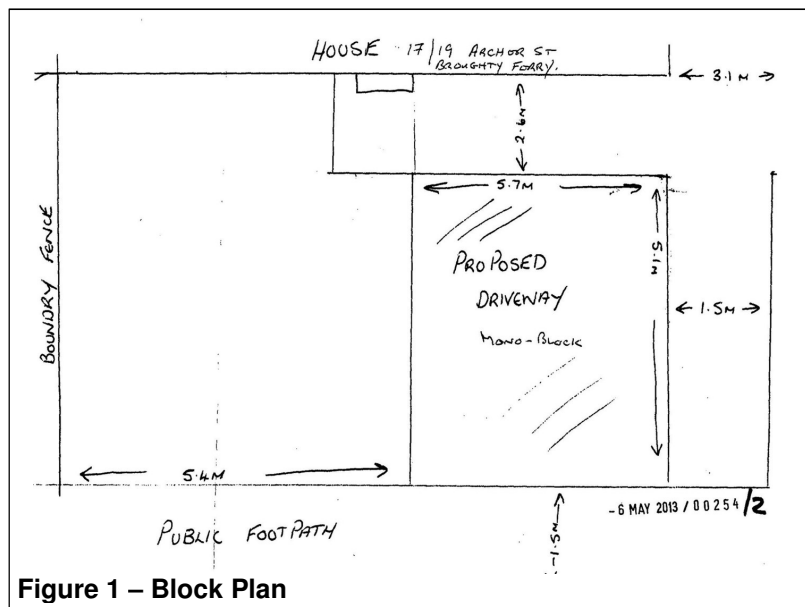 HOUSE 17/19 ARCHOR ST
BROUGHTY FERRY.
3.1 M
2.6M
5.7M
BOUNDRY FENCE
PROPOSED
DRIVEWAY
MONO-BLOCK
5.1M
1.5M
5.4M
-6 MAY 2013/00254/2
PUBLIC FOOTPATH
1.5M
Figure 1 – Block Plan